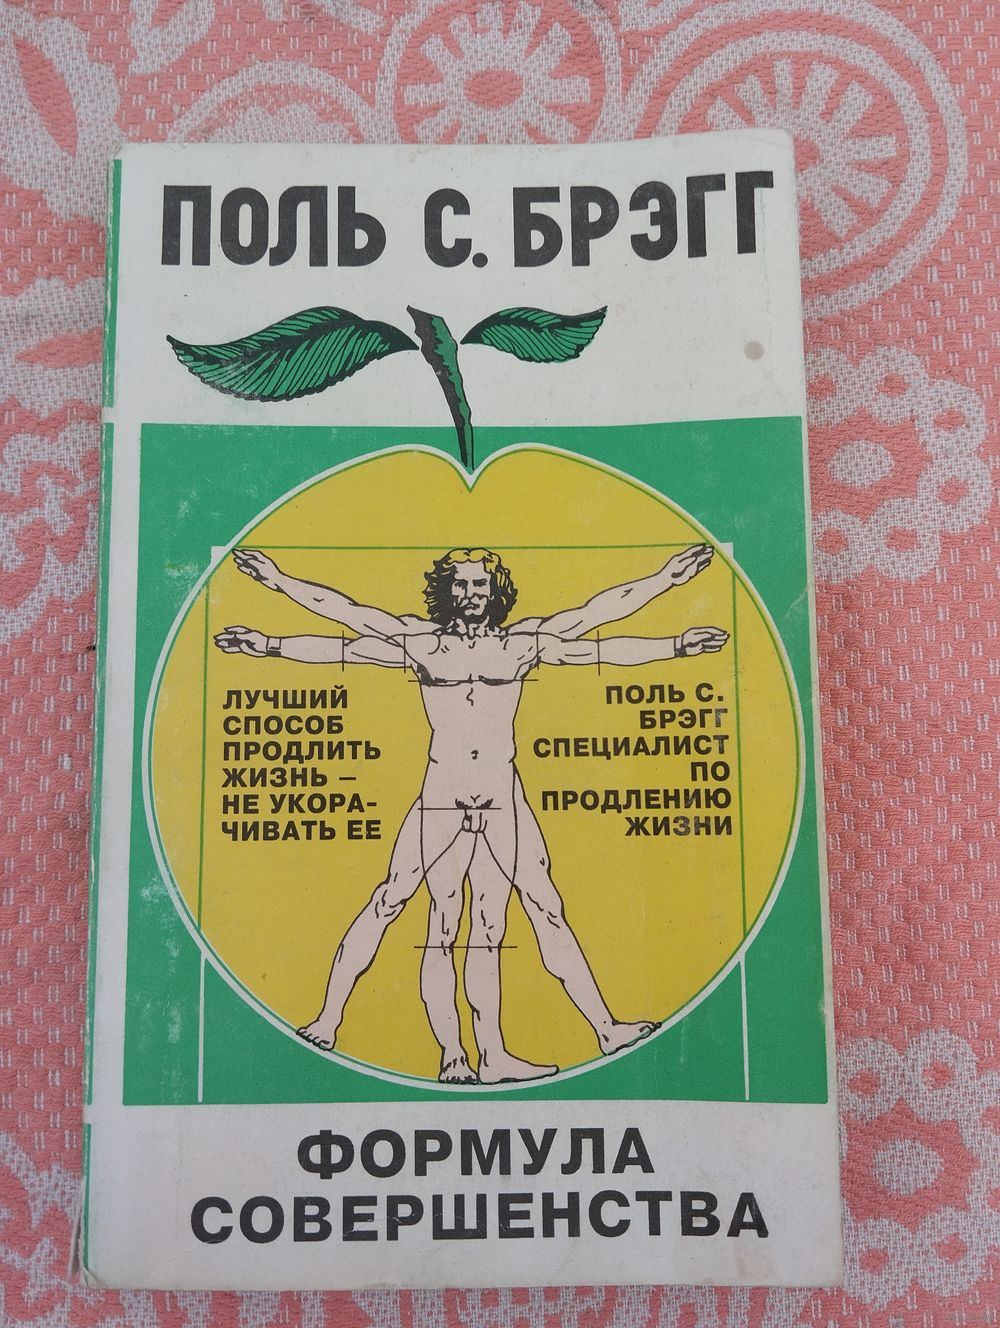 ПОЛЬ С. БРЭГГ
ЛУЧШИЙ
СПОСОБ
ПРОДЛИТЬ
ЖИЗНЬ –
НЕ УКОРА-
ЧИВАТЬ ЕЕ
ПОЛЬ С.
БРЭГГ
СПЕЦИАЛИСТ
ПО
ПРОДЛЕНИЮ
ЖИЗНИ
ФОРМУЛА
СОВЕРШЕНСТВА